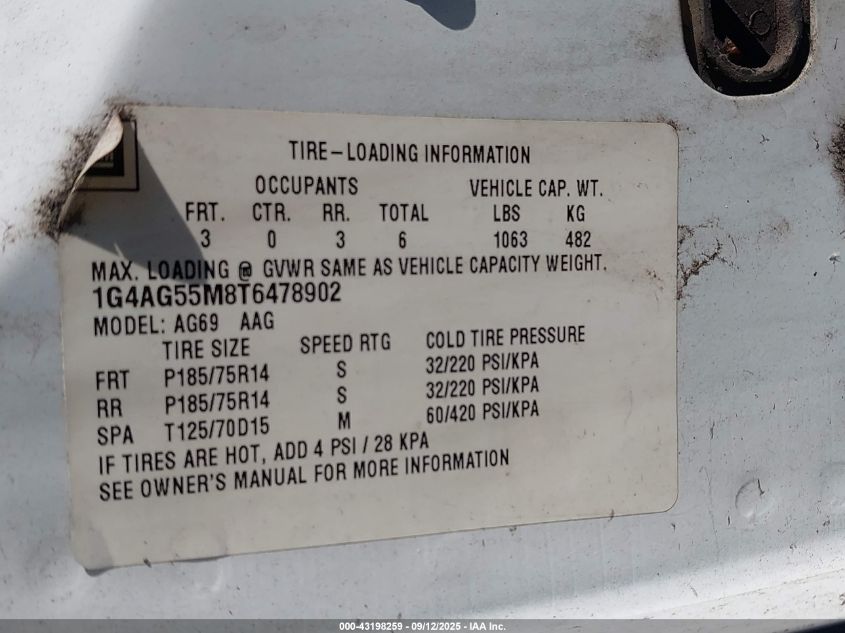 TIRE-LOADING INFORMATION
OCCUPANTS VEHICLE CAP. WT.
FRT. CTR. RR. TOTAL LBS KG
3 0 3 6 1063 482
MAX. LOADING @ GVWR SAME AS VEHICLE CAPACITY WEIGHT.
1G4AG55M8T6478902
MODEL: AG69 AAG
TIRE SIZE SPEED RTG COLD TIRE PRESSURE
FRT P185/75R14 S 32/220 PSI/KPA
RR P185/75R14 S 32/220 PSI/KPA
SPA T125/70D15 M 60/420 PSI/KPA
IF TIRES ARE HOT, ADD 4 PSI / 28 KPA
SEE OWNER'S MANUAL FOR MORE INFORMATION
000-43198259 - 09/12/2025 - IAA Inc.